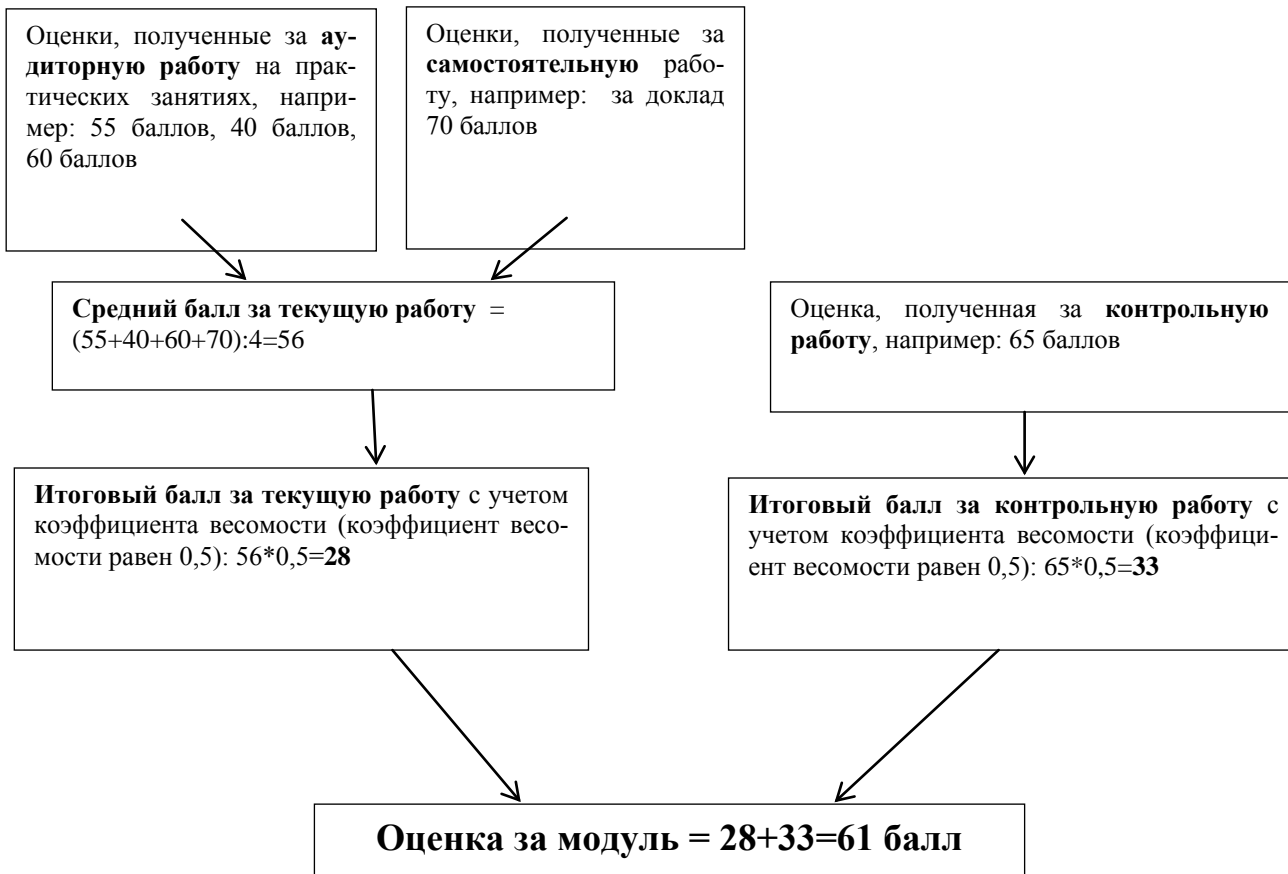 Оценки, полученные за ау-
диторную работу на прак-
тических занятиях, напри-
мер: 55 баллов, 40 баллов,
60 баллов
Оценки, полученные за
самостоятельную рабо-
ту, например: за доклад
70 баллов
Средний балл за текущую работу =
(55+40+60+70):4=56
Оценка, полученная за контрольную
работу, например: 65 баллов
Итоговый балл за текущую работу с учетом
коэффициента весомости (коэффициент весо-
мости равен 0,5): 56*0,5=28
Итоговый балл за контрольную работу с
учетом коэффициента весомости (коэффици-
ент весомости равен 0,5): 65*0,5=33
Оценка за модуль = 28+33=61 балл